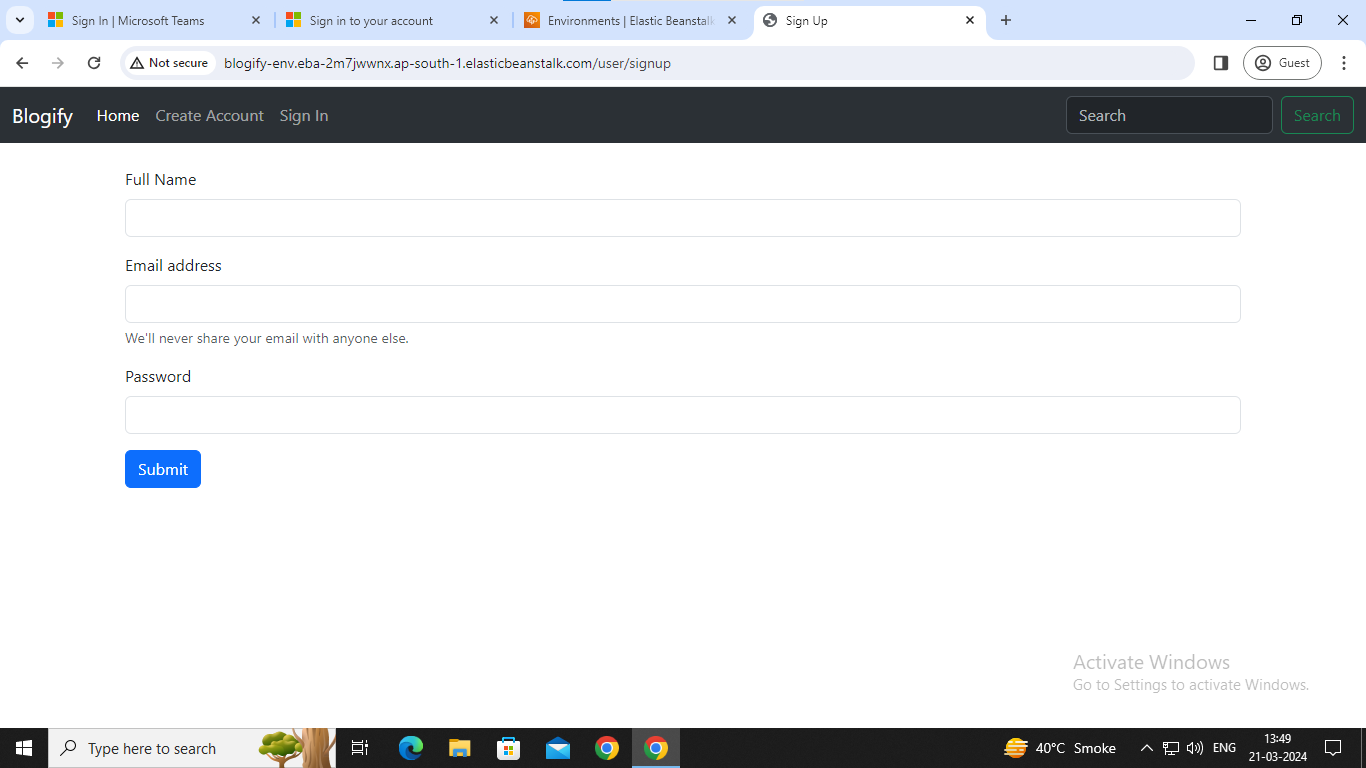 Sign In | Microsoft Teams
Sign in to your account
Environments | Elastic Beanstalk
Sign Up
Not secure
blogify-env.eba-2m7jwwnx.ap-south-1.elasticbeanstalk.com/user/signup
Guest
Blogify
Home
Create Account
Sign In
Search
Search
Full Name
Email address
We'll never share your email with anyone else.
Password
Submit
Activate Windows
Go to Settings to activate Windows.
Type here to search
40°C Smoke
ENG
13:49
21-03-2024